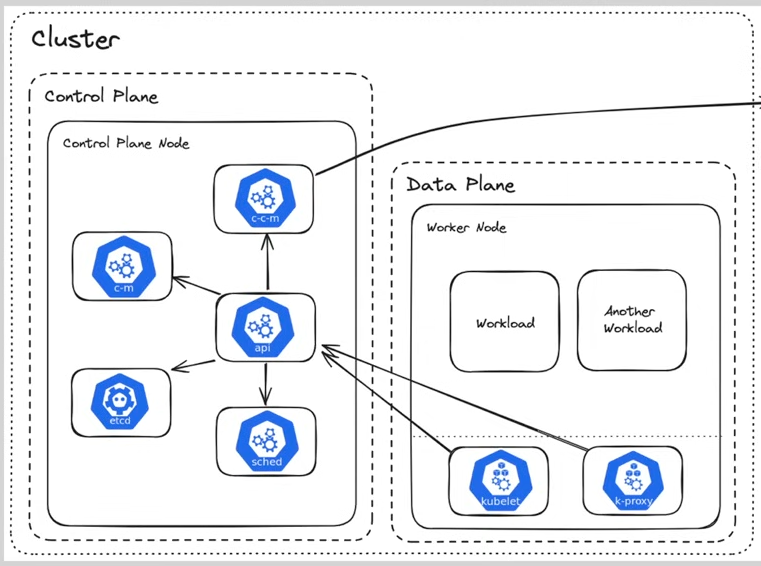 Cluster
Control Plane
Control Plane Node
c-c-m
c-m
api
etcd
sched
Data Plane
Worker Node
Workload
Another
Workload
kubelet
k-proxy